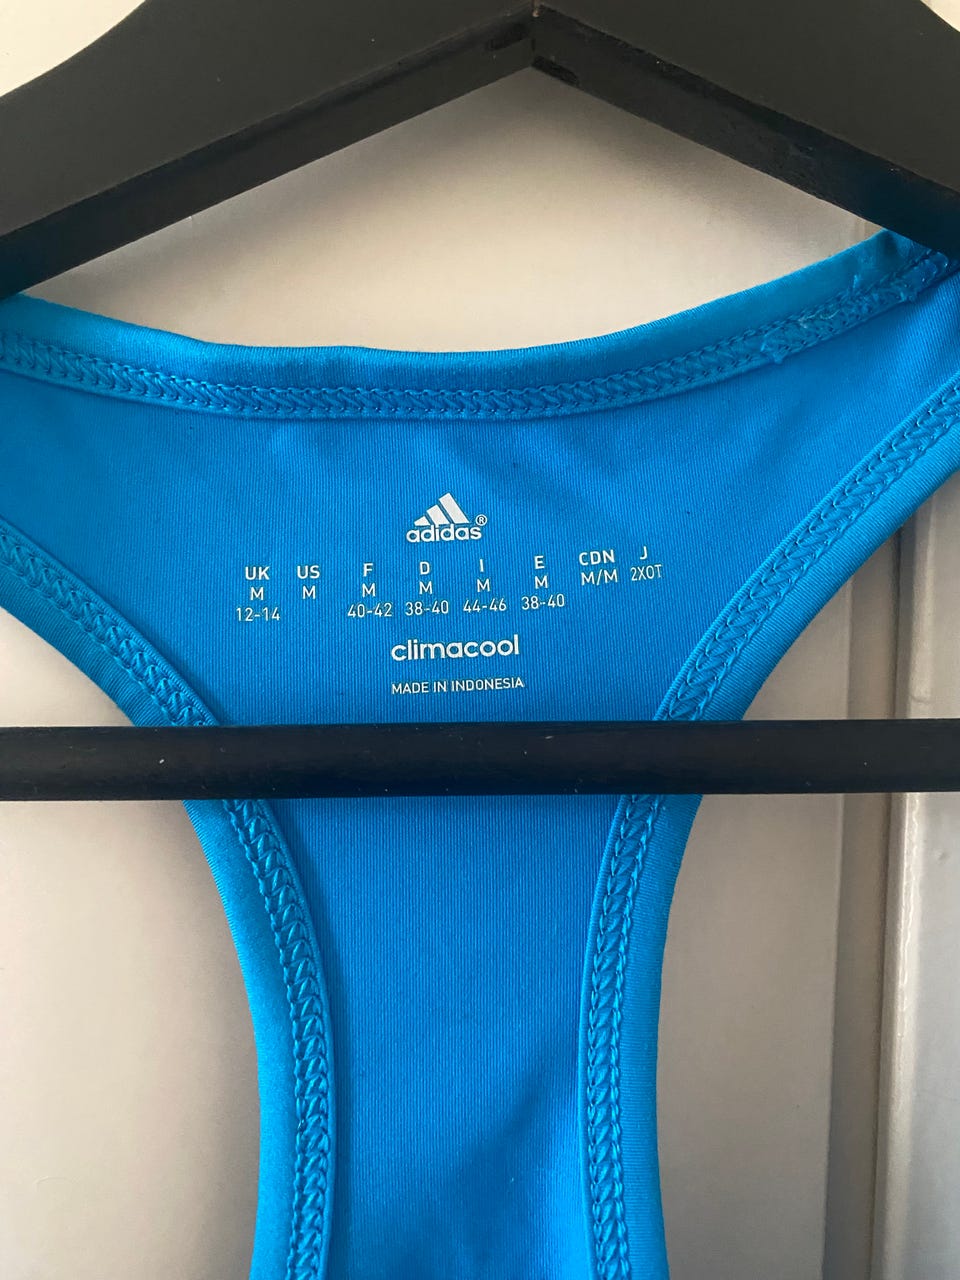 adidas®
UK US F D I E CDN J
M M M M M M M/M 2XOT
12-14 40-42 38-40 44-46 38-40
climacool
MADE IN INDONESIA